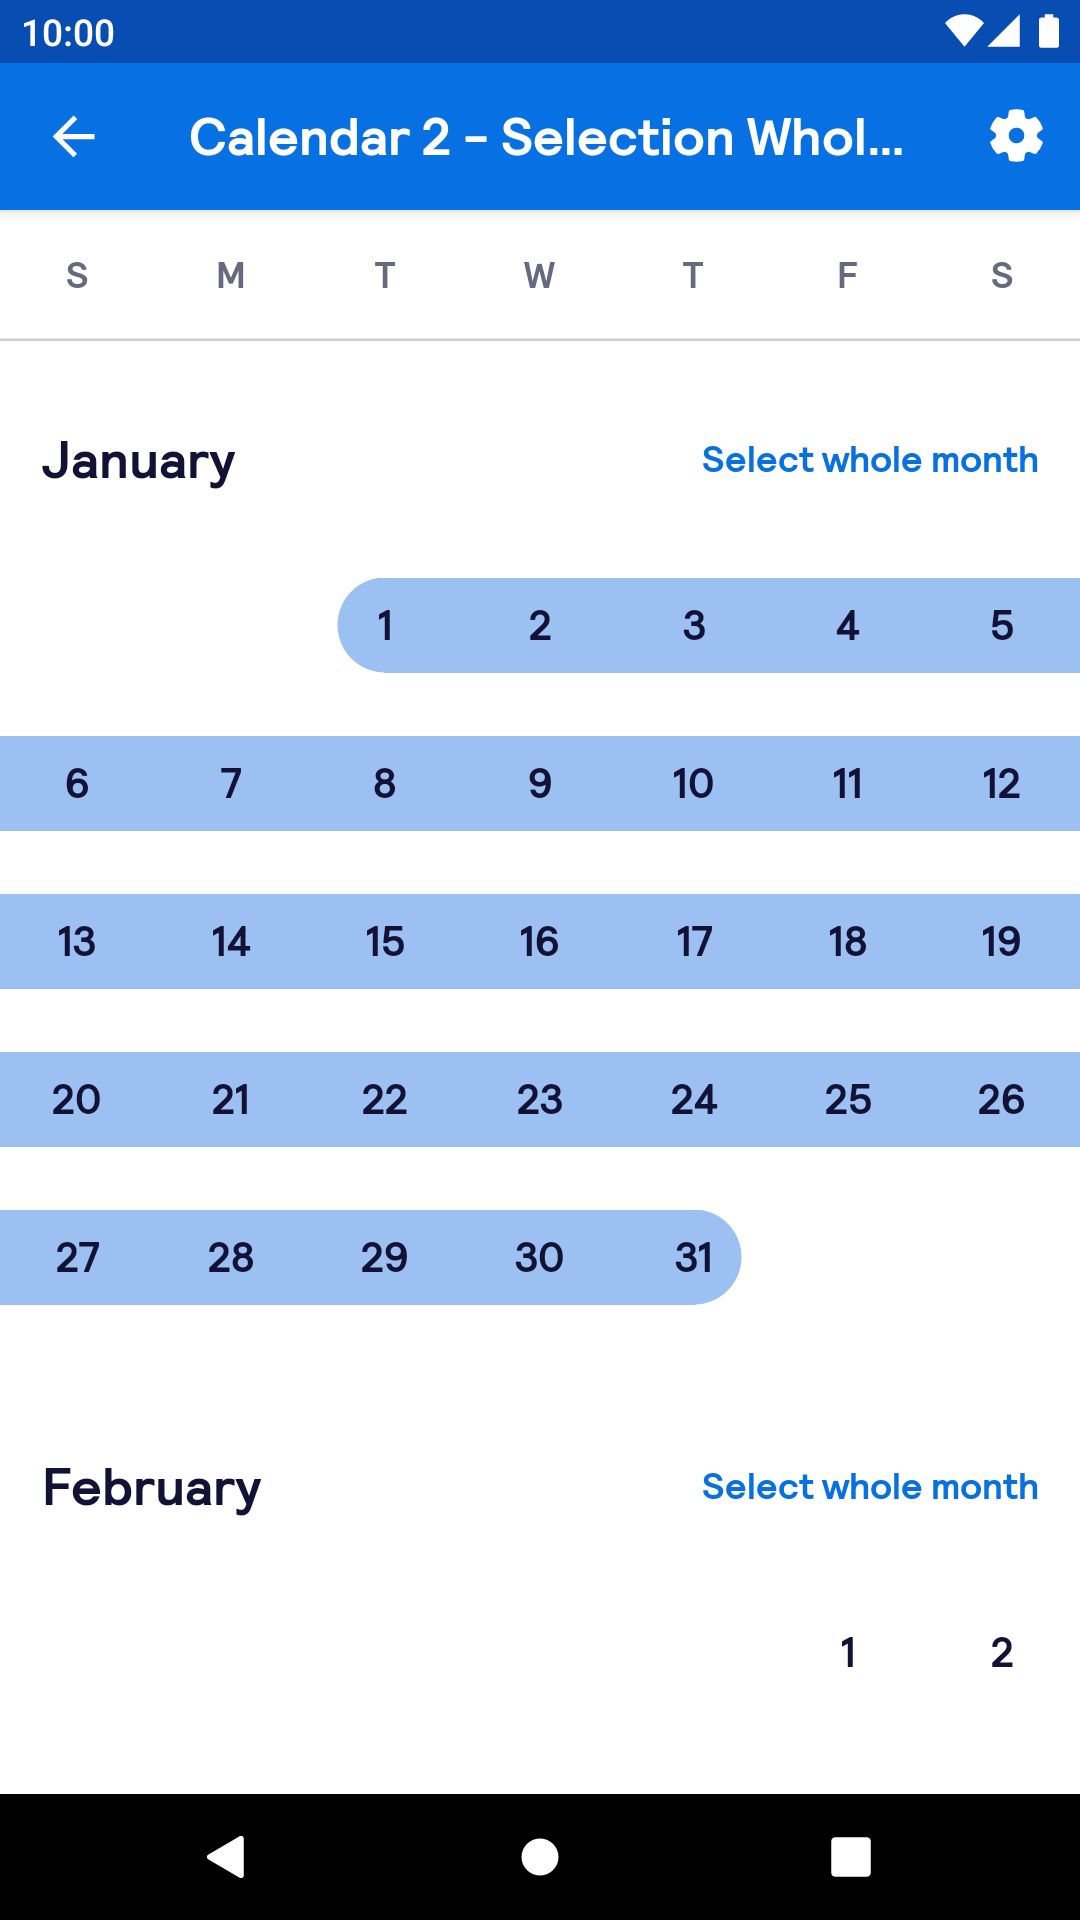 10:00
Calendar 2 - Selection Whol...
S M T W T F S
January Select whole month
1 2 3 4 5
6 7 8 9 10 11 12
13 14 15 16 17 18 19
20 21 22 23 24 25 26
27 28 29 30 31
February Select whole month
1 2